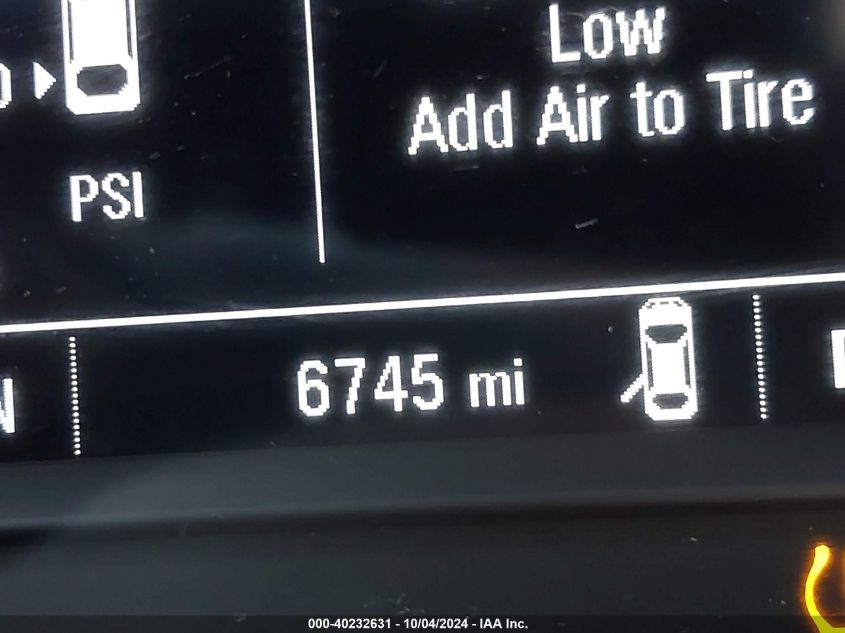 Low
Add Air to Tire
PSI
6745 mi
000-40232631 - 10/04/2024 - IAA Inc.